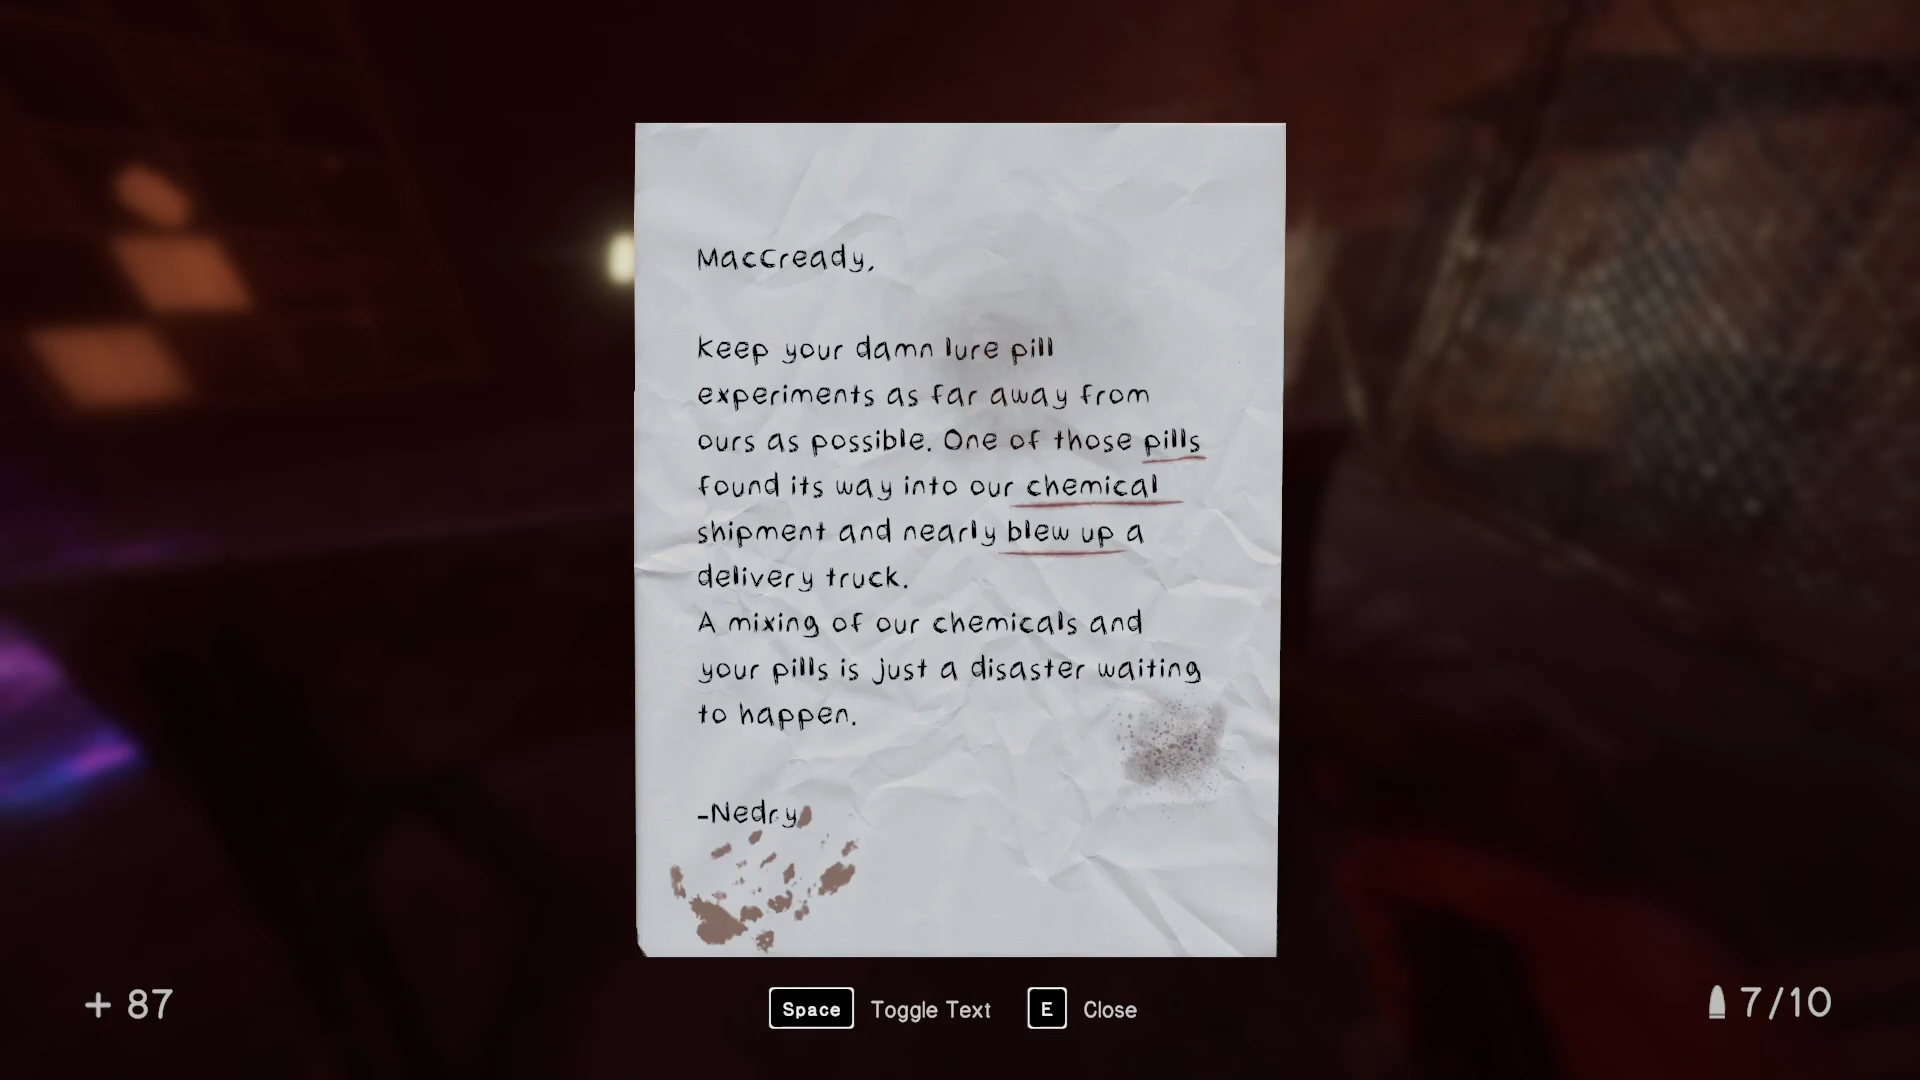 MacCready,
Keep your damn lure pill
experiments as far away from
ours as possible. One of those pills
found its way into our chemical
shipment and nearly blew up a
delivery truck.
A mixing of our chemicals and
your pills is just a disaster waiting
to happen.
-Nedry
+ 87
Space Toggle Text E Close
7/10